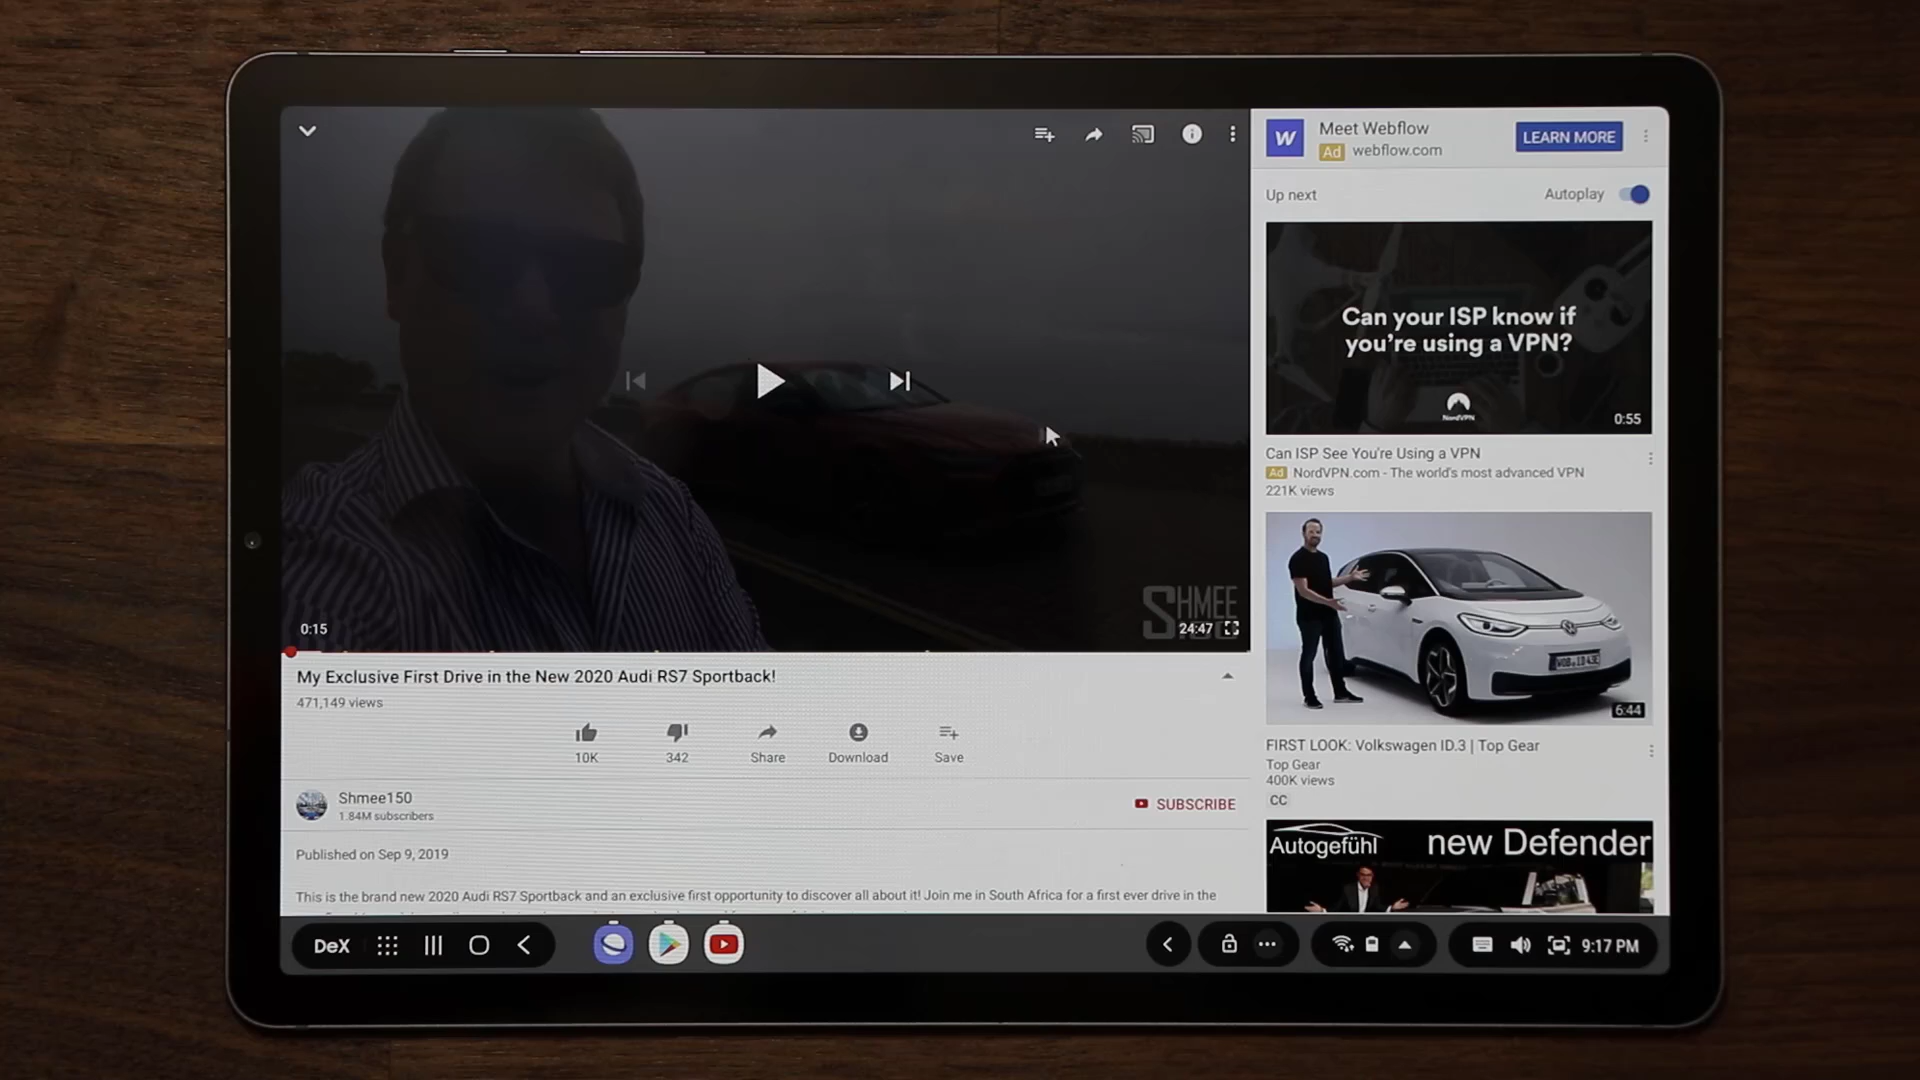 Meet Webflow
Ad webflow.com
LEARN MORE
Up next
Autoplay
Can your ISP know if
you're using a VPN?
NordVPN
0:55
Can ISP See You're Using a VPN
Ad NordVPN.com - The world's most advanced VPN
221K views
WOB ID 43E
6:44
FIRST LOOK: Volkswagen ID.3 | Top Gear
Top Gear
400K views
CC
Autogefühl
new Defender
SHMEE
0:15
24:47
My Exclusive First Drive in the New 2020 Audi RS7 Sportback!
471,149 views
10K
342
Share
Download
Save
Shmee150
1.84M subscribers
SUBSCRIBE
Published on Sep 9, 2019
This is the brand new 2020 Audi RS7 Sportback and an exclusive first opportunity to discover all about it! Join me in South Africa for a first ever drive in the
DeX
9:17 PM